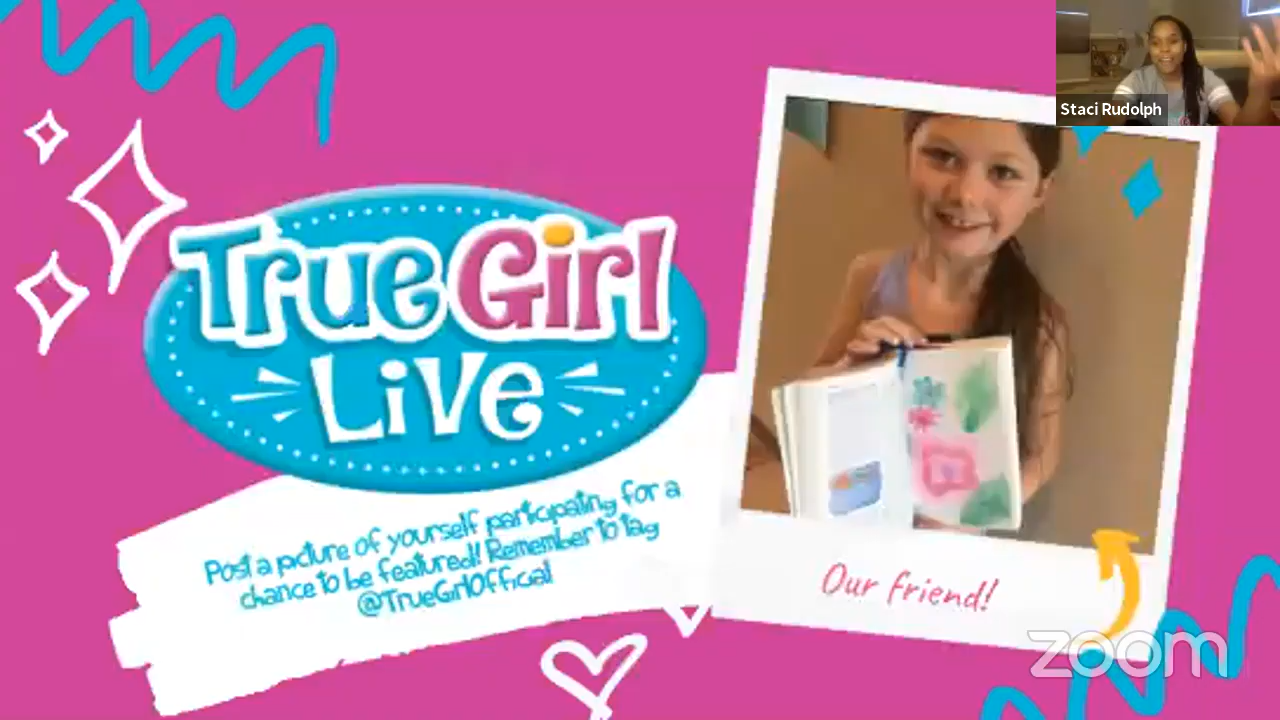 Staci Rudolph
True Girl
LiVe
Post a picture of yourself participating for a
chance to be featured! Remember to tag
@TrueGirlOfficial
Our friend!
zoom